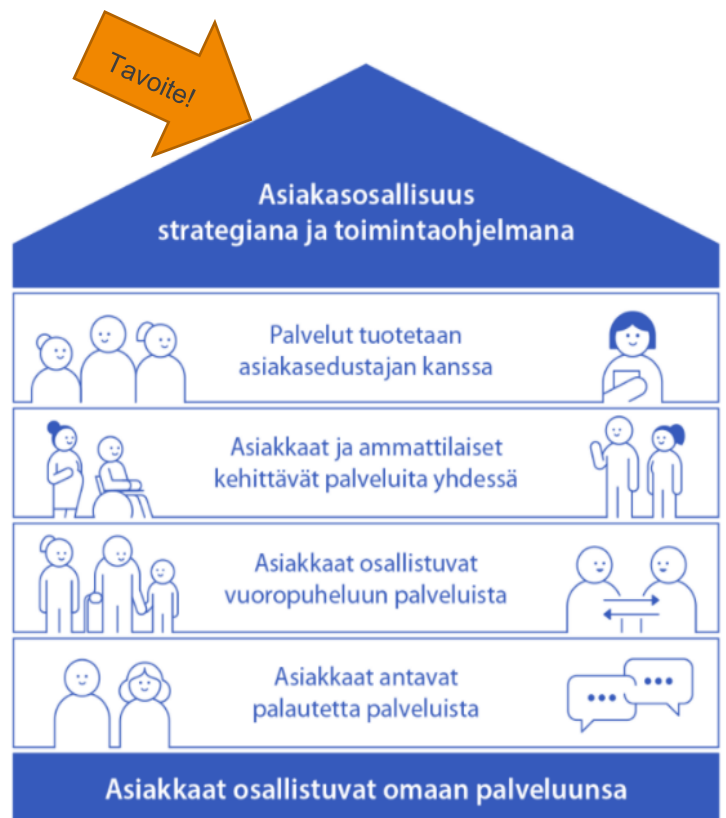 Tavoite!
Asiakasosallisuus
strategiana ja toimintaohjelmana
Palvelut tuotetaan
asiakasedustajan kanssa
Asiakkaat ja ammattilaiset
kehittävät palveluita yhdessä
Asiakkaat osallistuvat
vuoropuheluun palveluista
Asiakkaat antavat
palautetta palveluista
Asiakkaat osallistuvat omaan palveluunsa